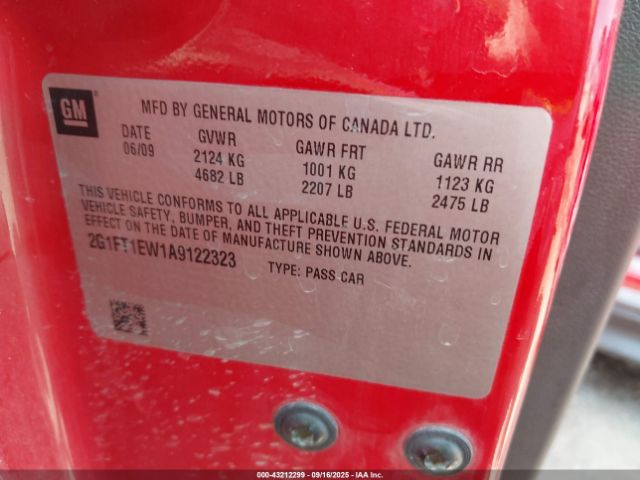 GM
MFD BY GENERAL MOTORS OF CANADA LTD.
DATE GVWR GAWR FRT GAWR RR
06/09 2124 KG 1001 KG 1123 KG
4682 LB 2207 LB 2475 LB
THIS VEHICLE CONFORMS TO ALL APPLICABLE U.S. FEDERAL MOTOR
VEHICLE SAFETY, BUMPER, AND THEFT PREVENTION STANDARDS IN
EFFECT ON THE DATE OF MANUFACTURE SHOWN ABOVE.
2G1FT1EW1A9122323 TYPE: PASS CAR
000-43212299 - 09/16/2025 - IAA Inc.